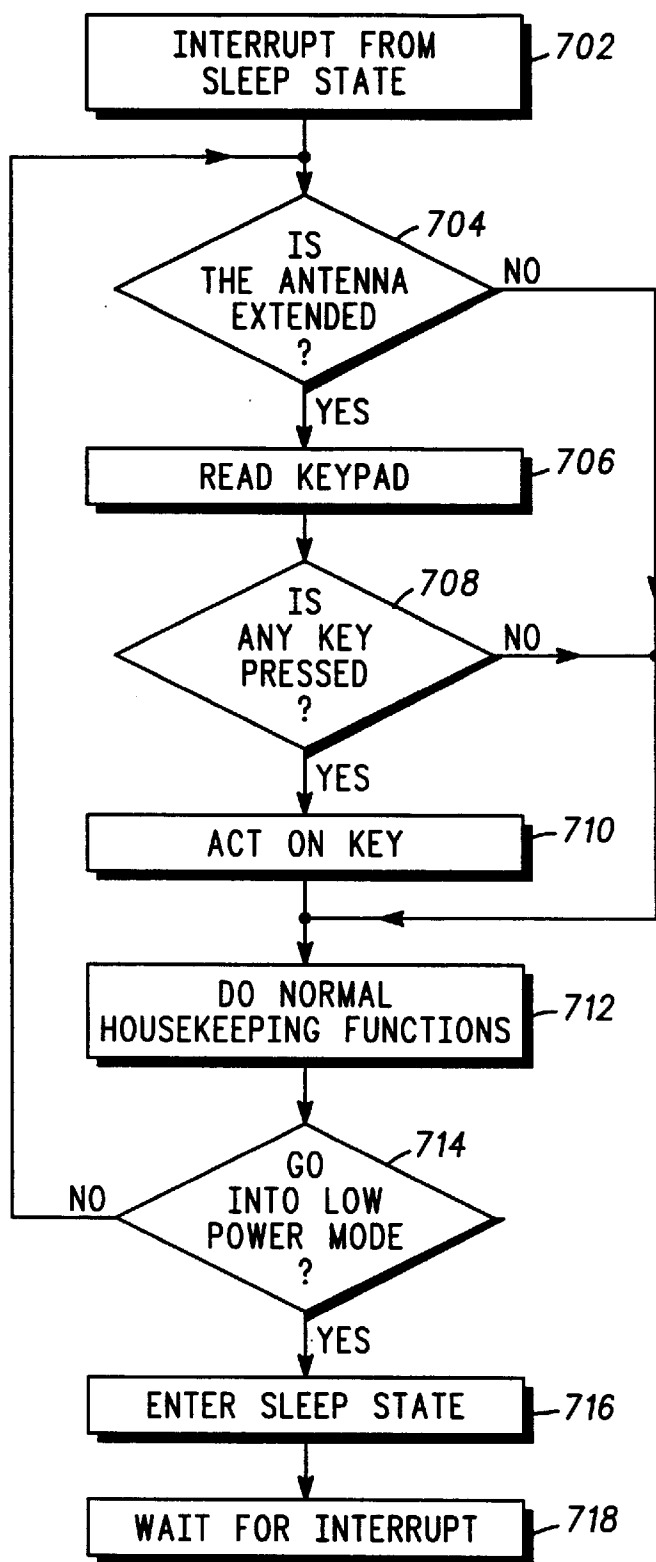 INTERRUPT FROM
SLEEP STATE
702
704
IS
THE ANTENNA
EXTENDED
?
NO
YES
READ KEYPAD
706
708
IS
ANY KEY
PRESSED
?
NO
YES
ACT ON KEY
710
DO NORMAL
HOUSEKEEPING FUNCTIONS
712
714
GO
INTO LOW
POWER MODE
?
NO
YES
ENTER SLEEP STATE
716
WAIT FOR INTERRUPT
718